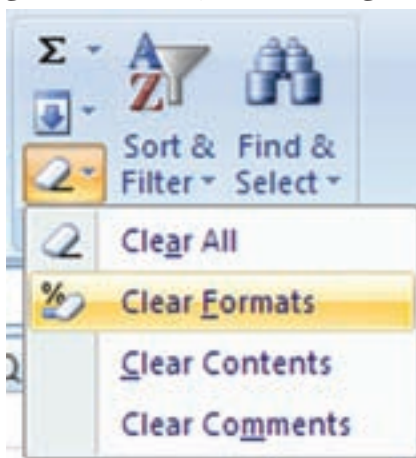 Σ
A
Z
Sort & Find &
Filter Select
Clear All
% Clear Formats
Clear Contents
Clear Comments